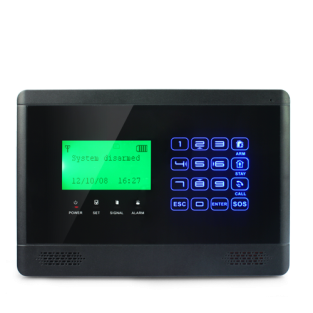 System disarmed
12/10/08 16:27
1 2 3
ARM
4 5 6
STAY
7 8 9
CALL
ESC ENTER SOS
POWER SET SIGNAL ALARM